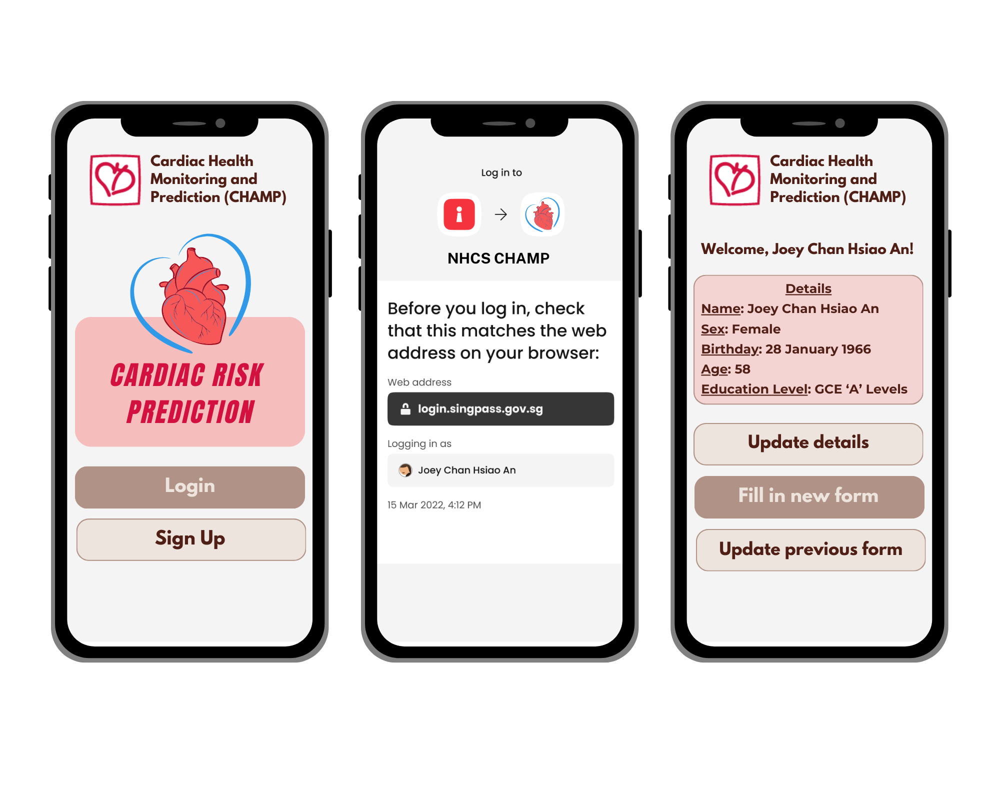 Cardiac Health
Monitoring and
Prediction (CHAMP)
CARDIAC RISK
PREDICTION
Login
Sign Up
Log in to
NHCS CHAMP
Before you log in, check
that this matches the web
address on your browser:
Web address
login.singpass.gov.sg
Logging in as
Joey Chan Hsiao An
15 Mar 2022, 4:12 PM
Cardiac Health
Monitoring and
Prediction (CHAMP)
Welcome, Joey Chan Hsiao An!
Details
Name: Joey Chan Hsiao An
Sex: Female
Birthday: 28 January 1966
Age: 58
Education Level: GCE ‘A’ Levels
Update details
Fill in new form
Update previous form